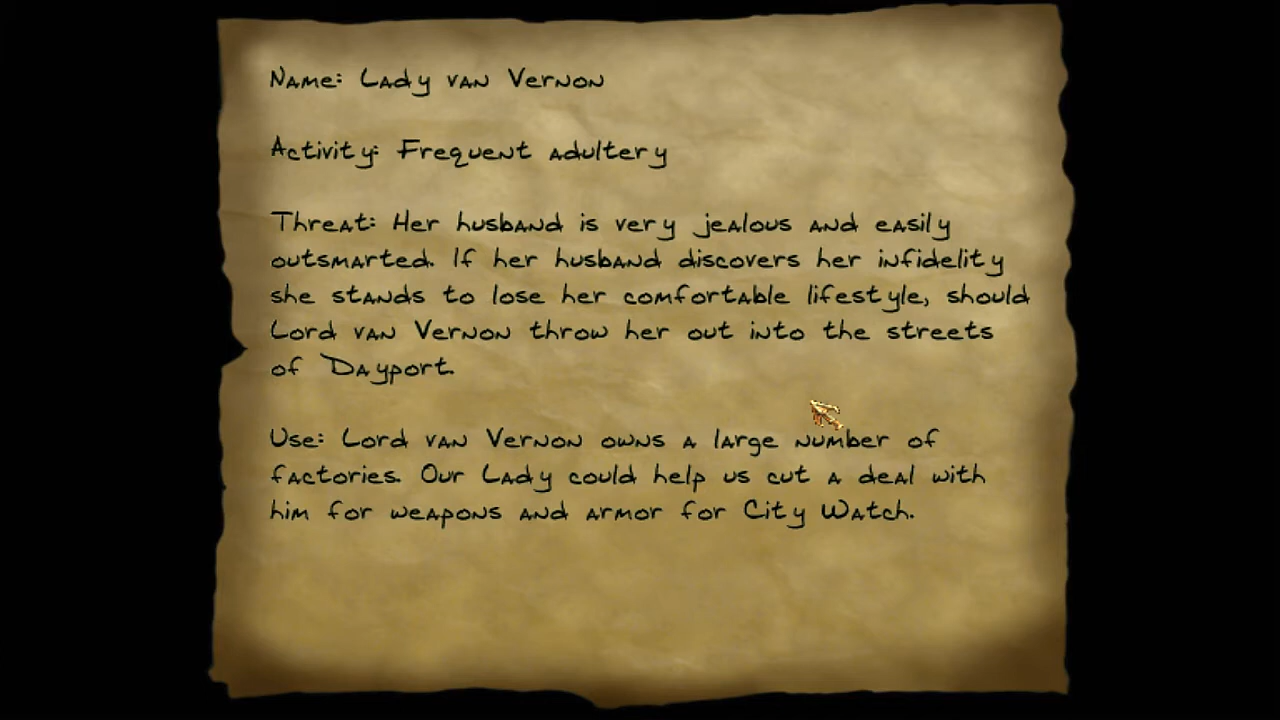 Name: Lady van Vernon
Activity: Frequent adultery
Threat: Her husband is very jealous and easily
outsmarted. If her husband discovers her infidelity
she stands to lose her comfortable lifestyle, should
Lord van Vernon throw her out into the streets
of Dayport.
Use: Lord van Vernon owns a large number of
factories. Our Lady could help us cut a deal with
him for weapons and armor for City Watch.